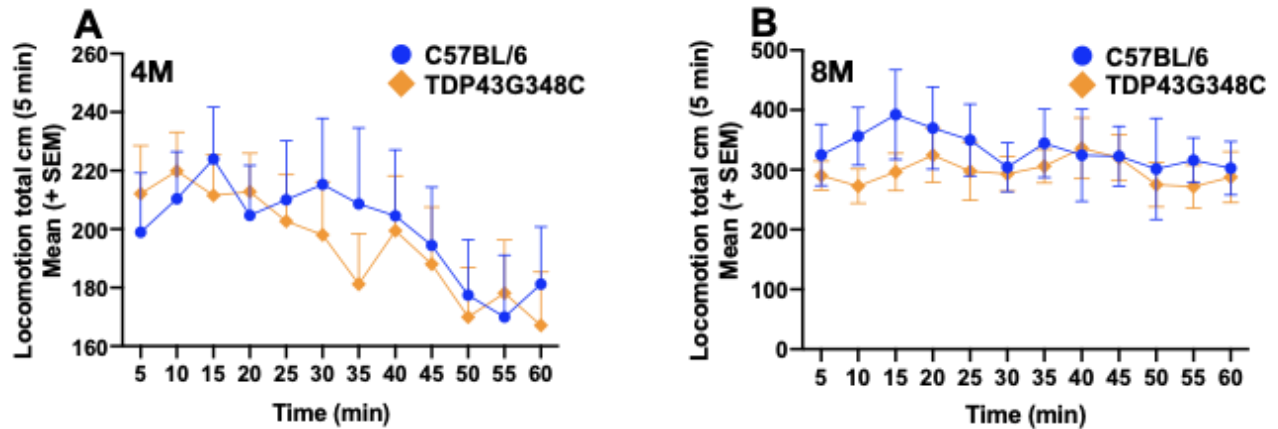 A
4M
C57BL/6
TDP43G348C
Locomotion total cm (5 min)
Mean (+ SEM)
260
240
220
200
180
160
5 10 15 20 25 30 35 40 45 50 55 60
Time (min)
B
8M
C57BL/6
TDP43G348C
Locomotion total cm (5 min)
Mean (+ SEM)
500
400
300
200
100
0
5 10 15 20 25 30 35 40 45 50 55 60
Time (min)